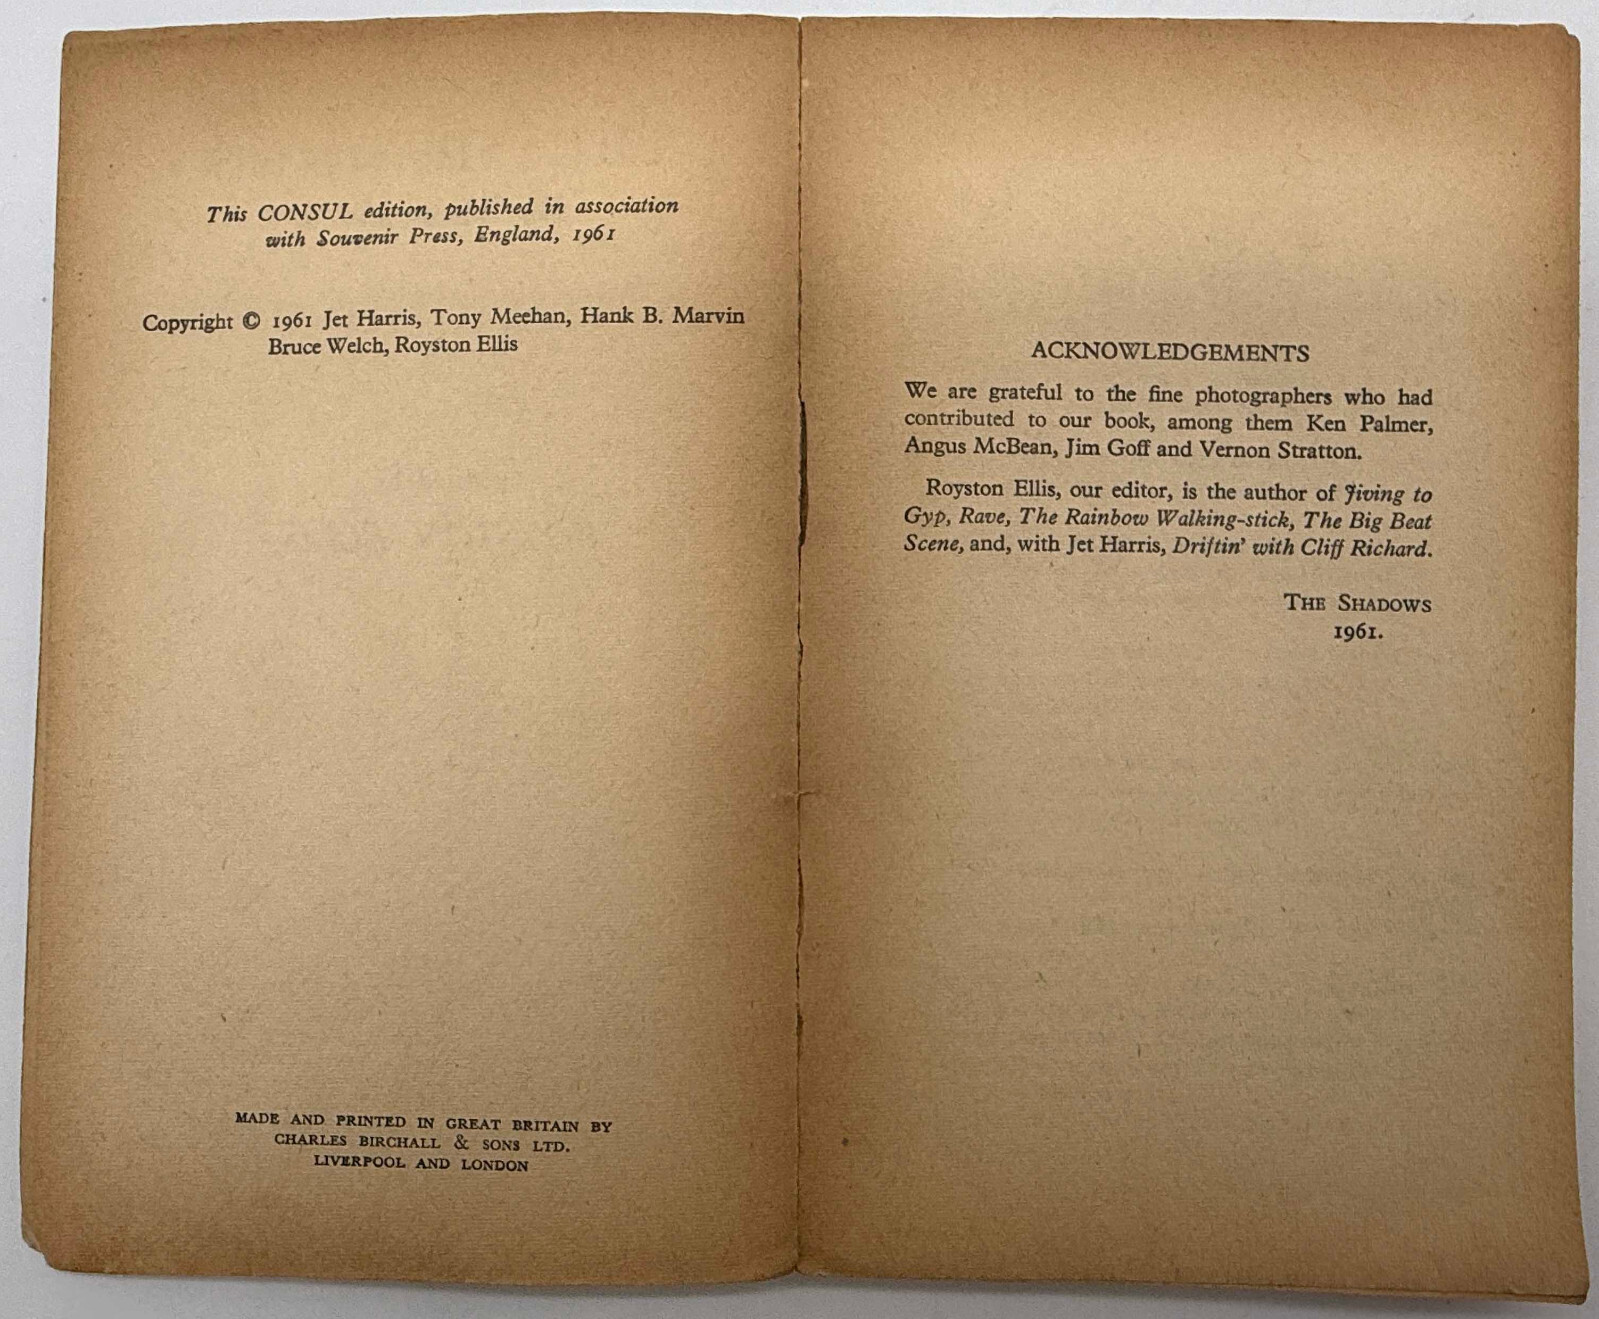 This CONSUL edition, published in association
with Souvenir Press, England, 1961
Copyright © 1961 Jet Harris, Tony Meehan, Hank B. Marvin
Bruce Welch, Royston Ellis
MADE AND PRINTED IN GREAT BRITAIN BY
CHARLES BIRCHALL & SONS LTD.
LIVERPOOL AND LONDON
ACKNOWLEDGEMENTS
We are grateful to the fine photographers who had
contributed to our book, among them Ken Palmer,
Angus McBean, Jim Goff and Vernon Stratton.
Royston Ellis, our editor, is the author of Jiving to
Gyp, Rave, The Rainbow Walking-stick, The Big Beat
Scene, and, with Jet Harris, Driftin' with Cliff Richard.
THE SHADOWS
1961.